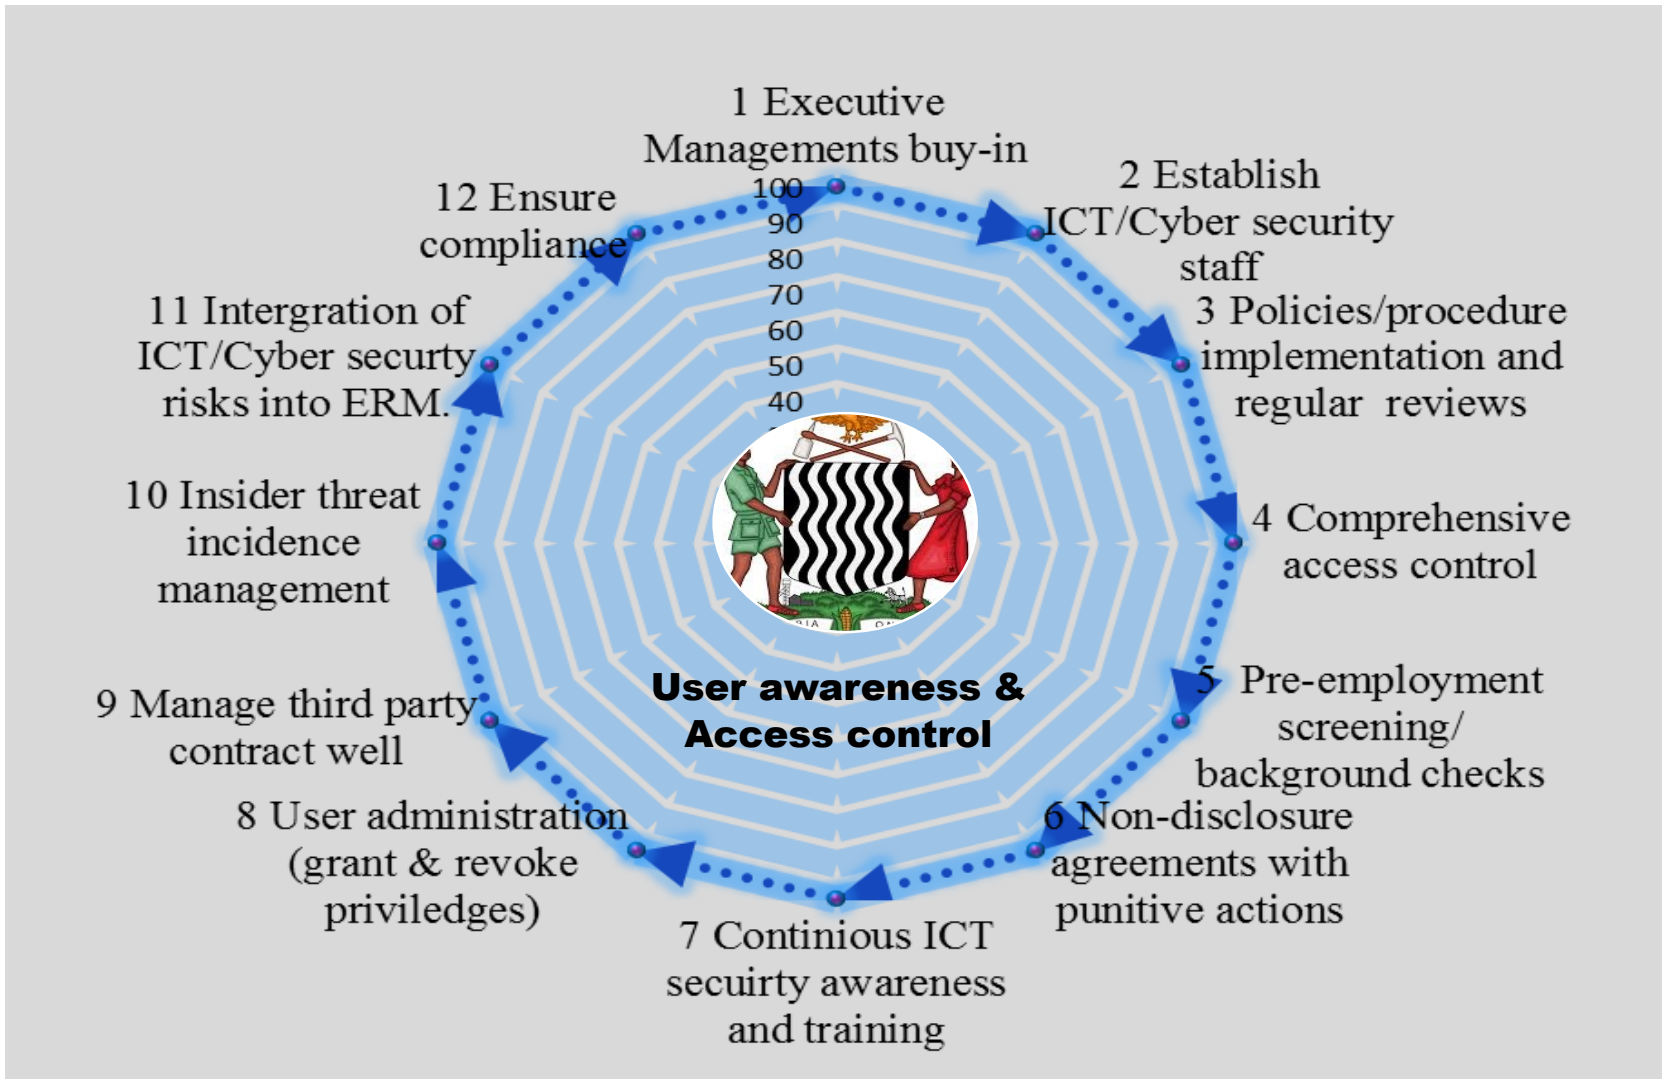 1 Executive
Managements buy-in
2 Establish
ICT/Cyber security
staff
3 Policies/procedure
implementation and
regular reviews
4 Comprehensive
access control
5 Pre-employment
screening/
background checks
6 Non-disclosure
agreements with
punitive actions
7 Continious ICT
secuirty awareness
and training
8 User administration
(grant & revoke
priviledges)
9 Manage third party
contract well
10 Insider threat
incidence
management
11 Intergration of
ICT/Cyber securty
risks into ERM.
12 Ensure
compliance
100
90
80
70
60
50
40
User awareness &
Access control